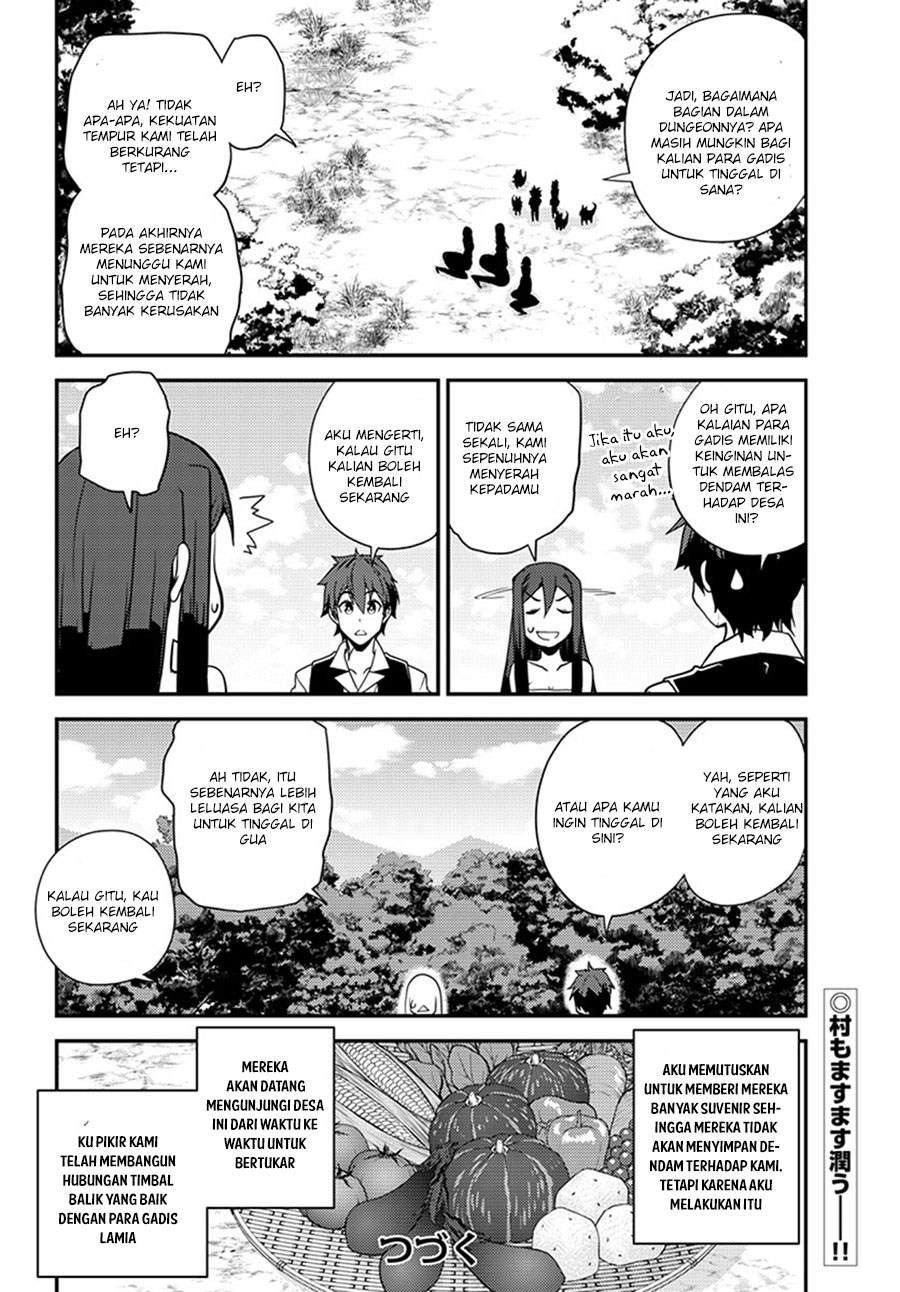 JADI, BAGAIMANA
BAGIAN DALAM
DUNGEONNYA? APA
MASIH MUNGKIN BAGI
KALIAN PARA GADIS
UNTUK TINGGAL DI
SANA?
EH?
AH YA! TIDAK
APA-APA, KEKUATAN
TEMPUR KAMI TELAH
BERKURANG
TETAPI...
PADA AKHIRNYA
MEREKA SEBENARNYA
MENUNGGU KAMI
UNTUK MENYERAH,
SEHINGGA TIDAK
BANYAK KERUSAKAN
OH GITU, APA
KALAIAN PARA
GADIS MEMILIKI
KEINGINAN UN-
TUK MEMBALAS
DENDAM TER-
HADAP DESA
INI?
Jika itu aku,
aku akan
sangat
marah...
TIDAK SAMA
SEKALI, KAMI
SEPENUHNYA
MENYERAH
KEPADAMU
AKU MENGERTI,
KALAU GITU
KALIAN BOLEH
KEMBALI
SEKARANG
EH?
YAH, SEPERTI
YANG AKU
KATAKAN, KALIAN
BOLEH KEMBALI
SEKARANG
ATAU APA KAMU
INGIN TINGGAL DI
SINI?
AH TIDAK, ITU
SEBENARNYA LEBIH
LELUASA BAGI KITA
UNTUK TINGGAL DI
GUA
KALAU GITU, KAU
BOLEH KEMBALI
SEKARANG
AKU MEMUTUSKAN
UNTUK MEMBERI MEREKA
BANYAK SUVENIR SEH-
INGGA MEREKA TIDAK
AKAN MENYIMPAN DE-
NDAM TERHADAP KAMI.
TETAPI KARENA AKU
MELAKUKAN ITU
MEREKA
AKAN DATANG
MENGUNJUNGI DESA
INI DARI WAKTU KE
WAKTU UNTUK
BERTUKAR
KU PIKIR KAMI
TELAH MEMBANGUN
HUBUNGAN TIMBAL
BALIK YANG BAIK
DENGAN PARA GADIS
LAMIA
つづく
◎村もますます潤う――!!